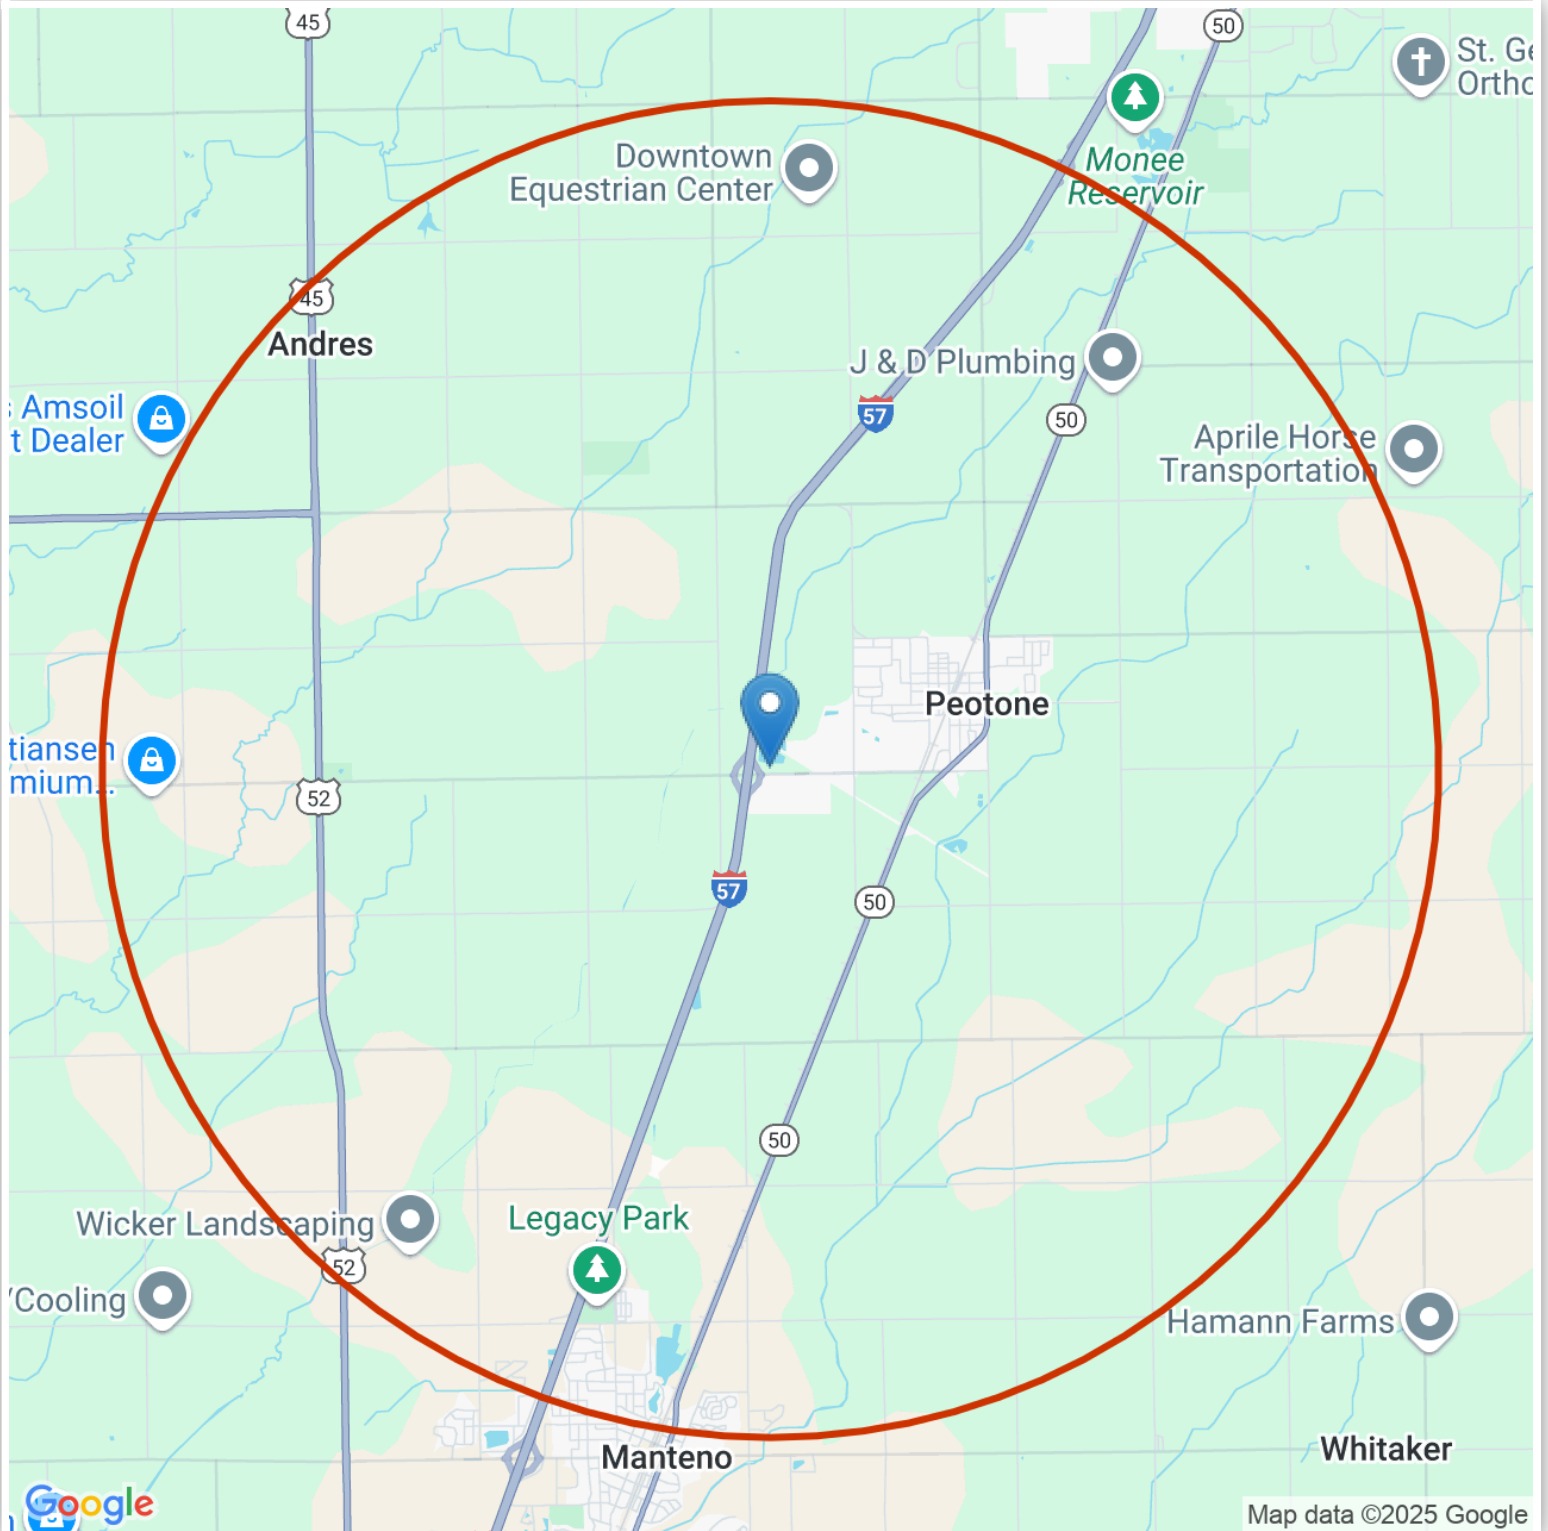 45
50
St. Ge
Ortho
Downtown
Equestrian Center
Monee
Reservoir
45
Andres
J & D Plumbing
57
50
Amsoil
t Dealer
Aprile Horse
Transportation
Peotone
tiansen
mium...
52
57
50
50
Wicker Landscaping
Legacy Park
52
/Cooling
Hamann Farms
Manteno
Whitaker
Google
Map data ©2025 Google